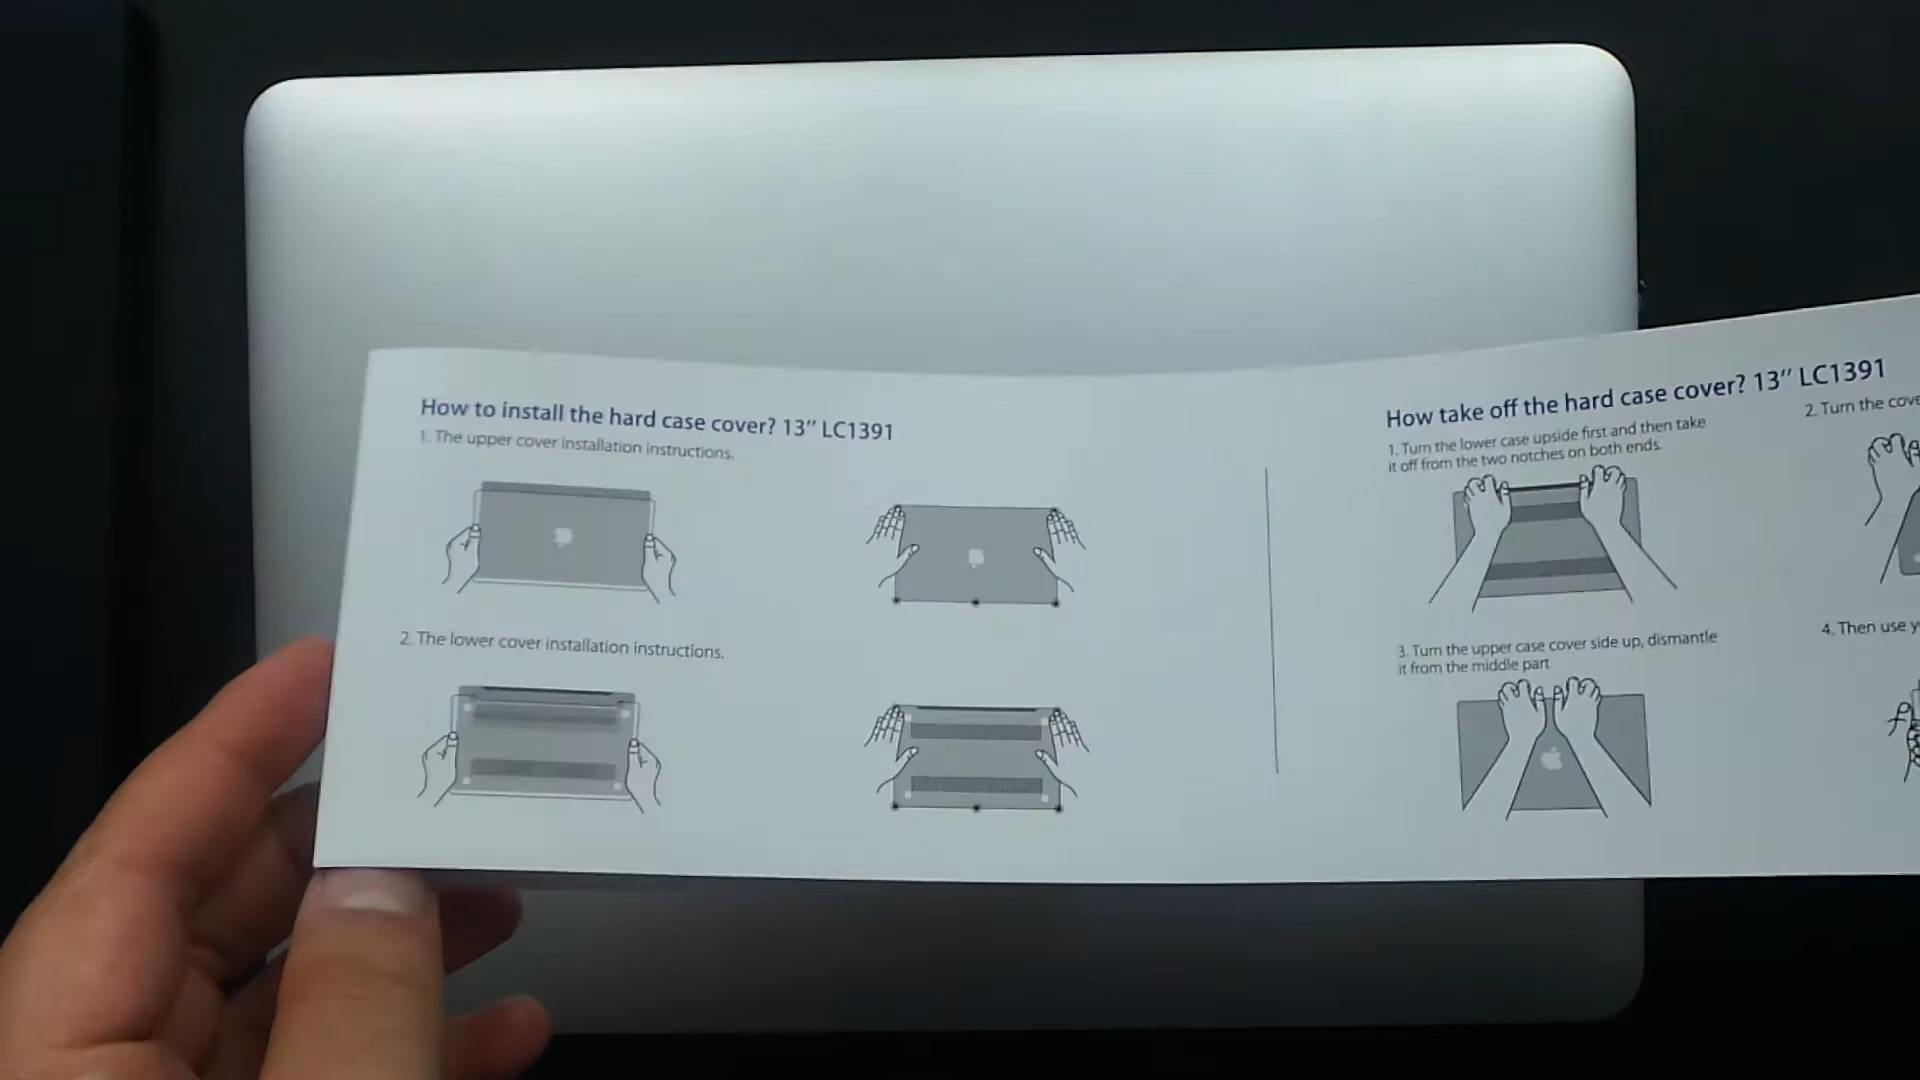 How to install the hard case cover? 13″ LC1391
1. The upper cover installation instructions.
2. The lower cover installation instructions.
How take off the hard case cover? 13″ LC1391
1. Turn the lower case upside first and then take
it off from the two notches on both ends.
2. Turn the cove
3. Turn the upper case cover side up, dismantle
it from the middle part
4. Then use y